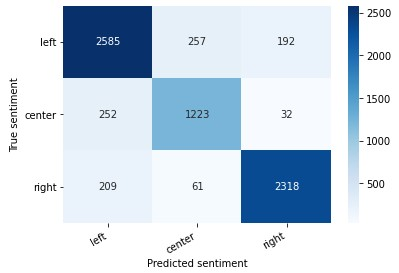 left 2585 257 192
center 252 1223 32
right 209 61 2318
left center right
True sentiment
Predicted sentiment
2500
2000
1500
1000
500